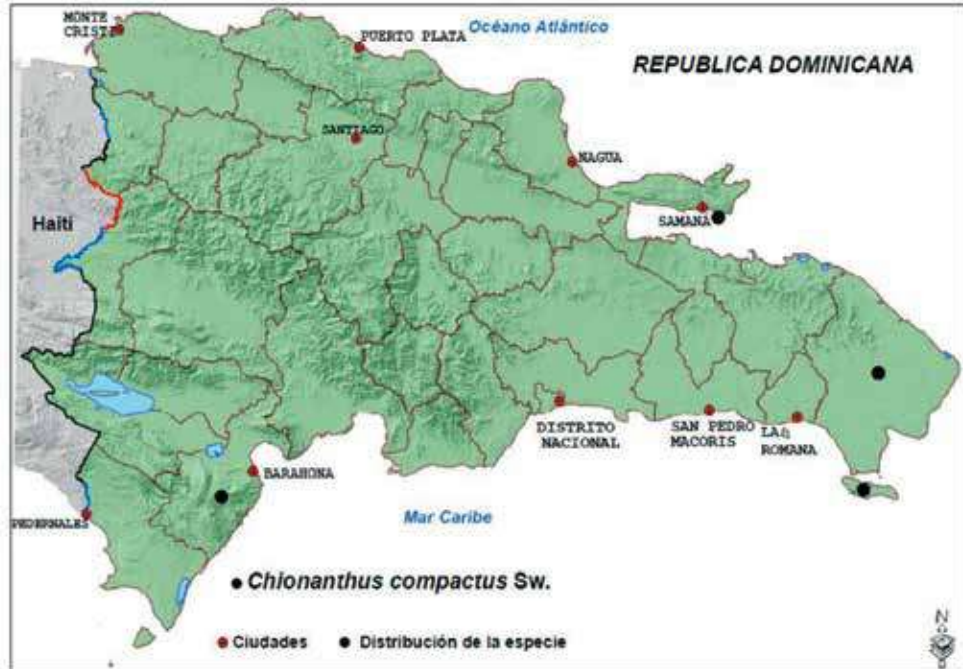 MONTE
CRISTI
PUERTO PLATA
Océano Atlántico
REPUBLICA DOMINICANA
SANTIAGO
NAGUA
SAMANA
Haití
DISTRITO
NACIONAL
SAN PEDRO
MACORIS
LA
ROMANA
BARAHONA
PEDERNALES
Mar Caribe
Chionanthus compactus Sw.
Ciudades
Distribución de la especie
N